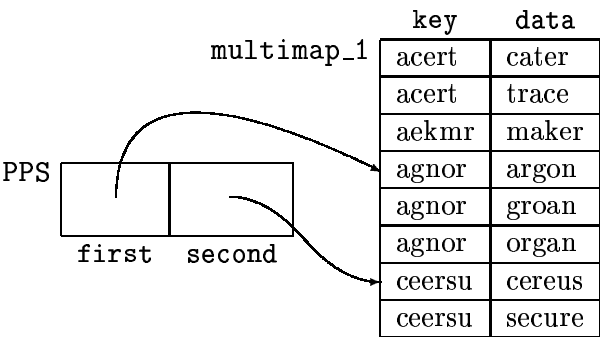 key data
multimap_1
acert cater
acert trace
aekmr maker
agnor argon
PPS
agnor groan
agnor organ
first second
ceersu cereus
ceersu secure